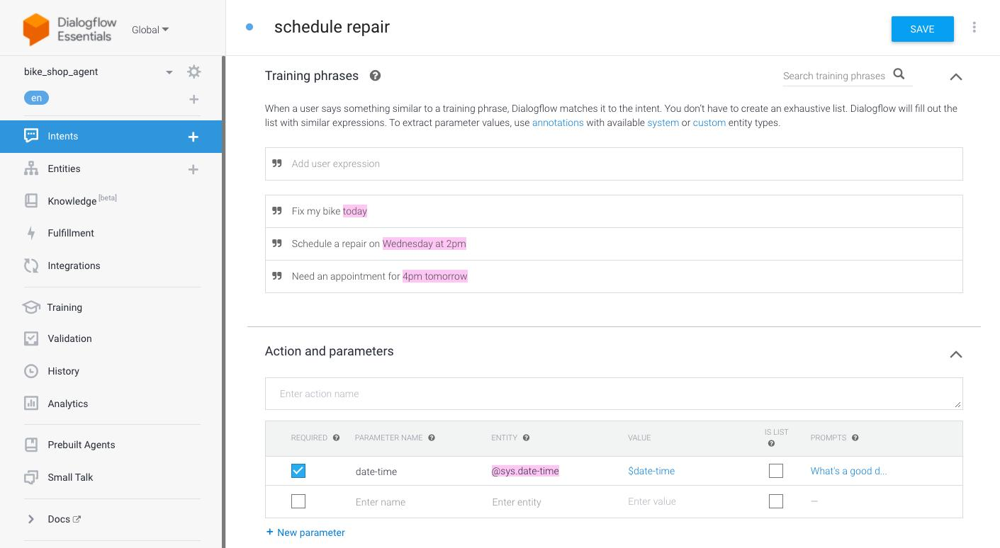 Dialogflow
Essentials
Global
schedule repair
SAVE
bike_shop_agent
en
Intents
Entities
Knowledge [beta]
Fulfillment
Integrations
Training
Validation
History
Analytics
Prebuilt Agents
Small Talk
Docs
Training phrases
Search training phrases
When a user says something similar to a training phrase, Dialogflow matches it to the intent. You don't have to create an exhaustive list. Dialogflow will fill out the
list with similar expressions. To extract parameter values, use annotations with available system or custom entity types.
Add user expression
Fix my bike today
Schedule a repair on Wednesday at 2pm
Need an appointment for 4pm tomorrow
Action and parameters
Enter action name
REQUIRED PARAMETER NAME ENTITY VALUE IS LIST PROMPTS
date-time @sys.date-time $date-time What's a good d...
Enter name Enter entity Enter value —
+ New parameter